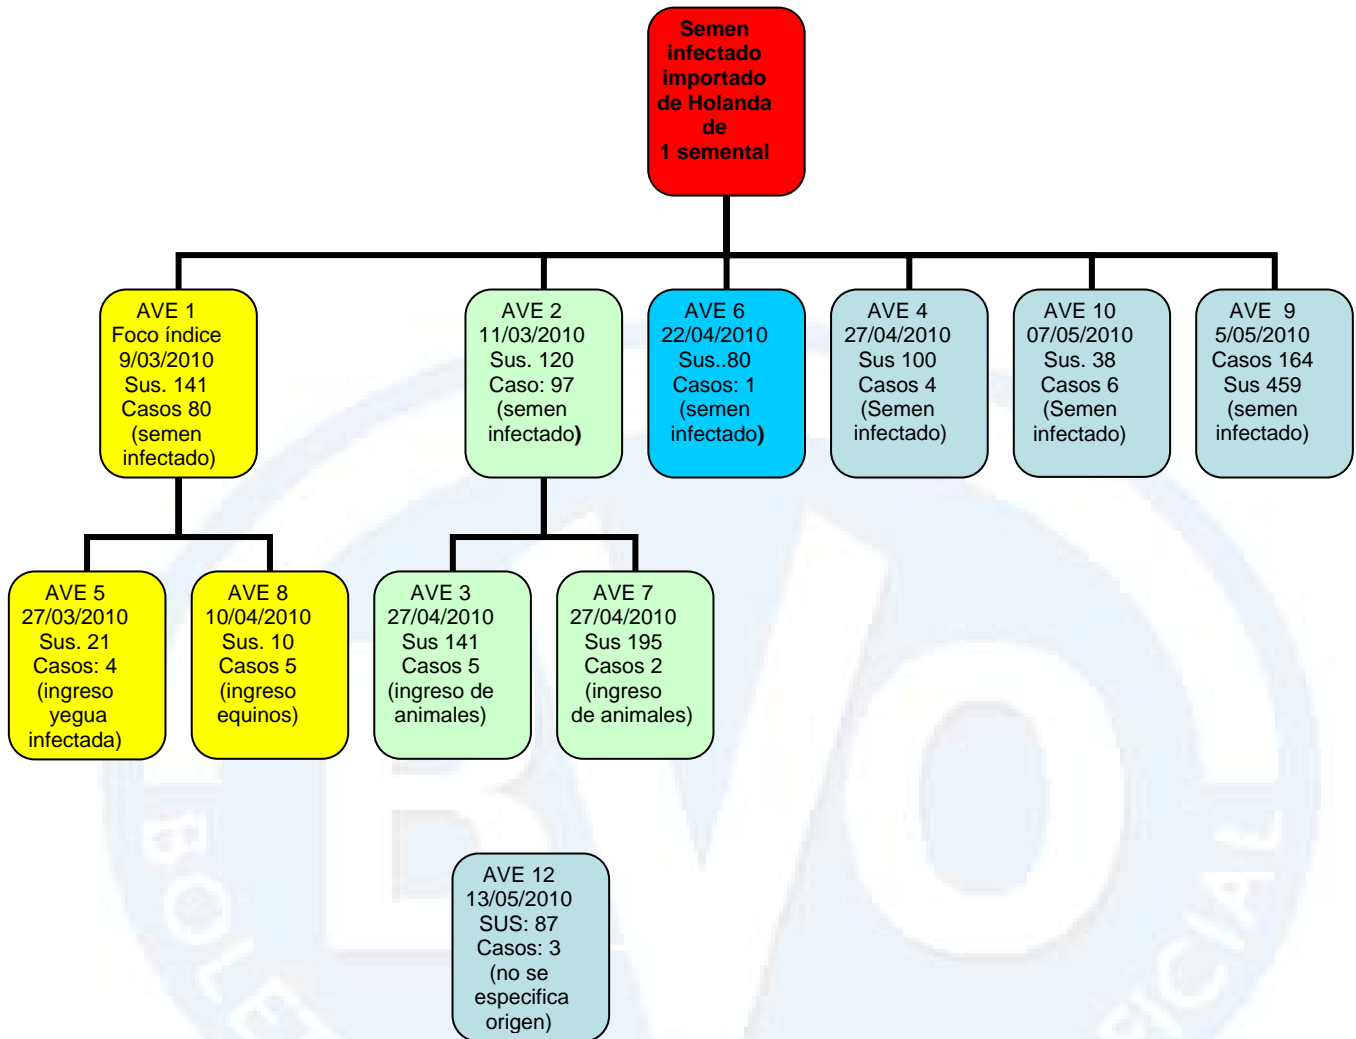 Semen
infectado
importado
de Holanda
de
1 semental
AVE 1
Foco índice
9/03/2010
Sus. 141
Casos 80
(semen
infectado)
AVE 2
11/03/2010
Sus. 120
Caso: 97
(semen
infectado)
AVE 6
22/04/2010
Sus..80
Casos: 1
(semen
infectado)
AVE 4
27/04/2010
Sus 100
Casos 4
(Semen
infectado)
AVE 10
07/05/2010
Sus. 38
Casos 6
(Semen
infectado)
AVE 9
5/05/2010
Casos 164
Sus 459
(semen
infectado)
AVE 5
27/03/2010
Sus. 21
Casos: 4
(ingreso
yegua
infectada)
AVE 8
10/04/2010
Sus. 10
Casos 5
(ingreso
equinos)
AVE 3
27/04/2010
Sus 141
Casos 5
(ingreso de
animales)
AVE 7
27/04/2010
Sus 195
Casos 2
(ingreso
de animales)
AVE 12
13/05/2010
SUS: 87
Casos: 3
(no se
especifica
origen)
BVO